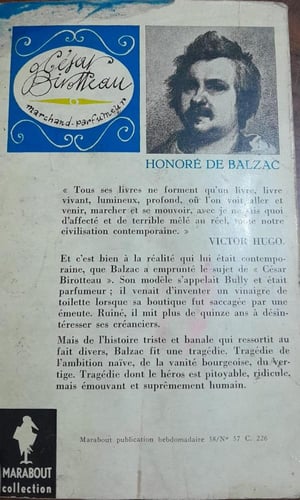 César
Birotteau
marchand-parfumeur
HONORÉ DE BALZAC
« Tous ses livres ne forment qu'un livre, livre
vivant, lumineux, profond, où l'on voit aller et
venir, marcher et se mouvoir, avec je ne sais quoi
d'affecté et de terrible mêlé au réel, toute notre
civilisation contemporaine. »
VICTOR HUGO.
Et c'est bien à la réalité qui lui était contempo-
raine, que Balzac a emprunté le sujet de « César
Birotteau ». Son modèle s'appelait Bully et était
parfumeur ; il venait d'inventer un vinaigre de
toilette lorsque sa boutique fut saccagée par une
émeute. Ruiné, il mit plus de quinze ans à désin-
téresser ses créanciers.
Mais de l'histoire triste et banale qui ressortit au
fait divers, Balzac fit une tragédie. Tragédie de
l'ambition naïve, de la vanité bourgeoise, du ver-
tige. Tragédie dont le héros est pitoyable, ridicule,
mais émouvant et suprêmement humain.
Marabout publication hebdomadaire 58/N° 57 C. 226
MARABOUT
collection